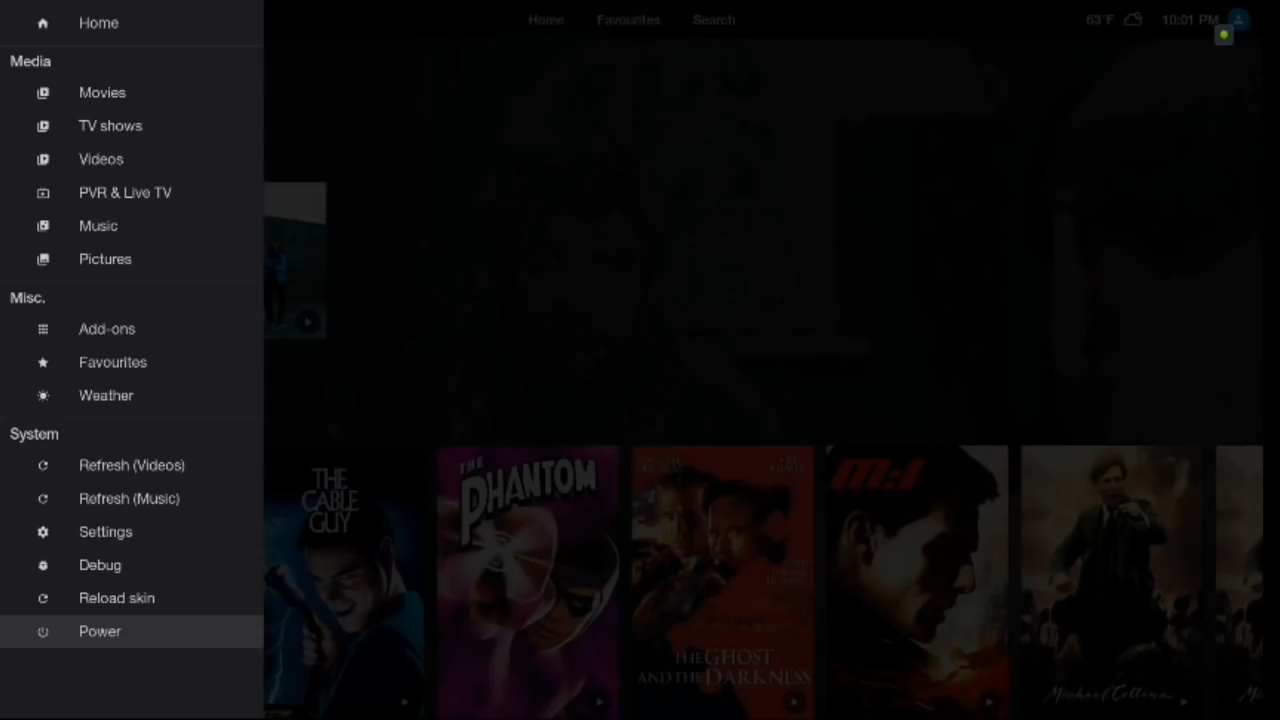 Home
Media
Movies
TV shows
Videos
PVR & Live TV
Music
Pictures
Misc.
Add-ons
Favourites
Weather
System
Refresh (Videos)
Refresh (Music)
Settings
Debug
Reload skin
Power
Home Favourites Search
63°F 10:01 PM
THE
CABLE
GUY
THE
PHANTOM
THE GHOST
AND THE DARKNESS
M:I
Michael Collins